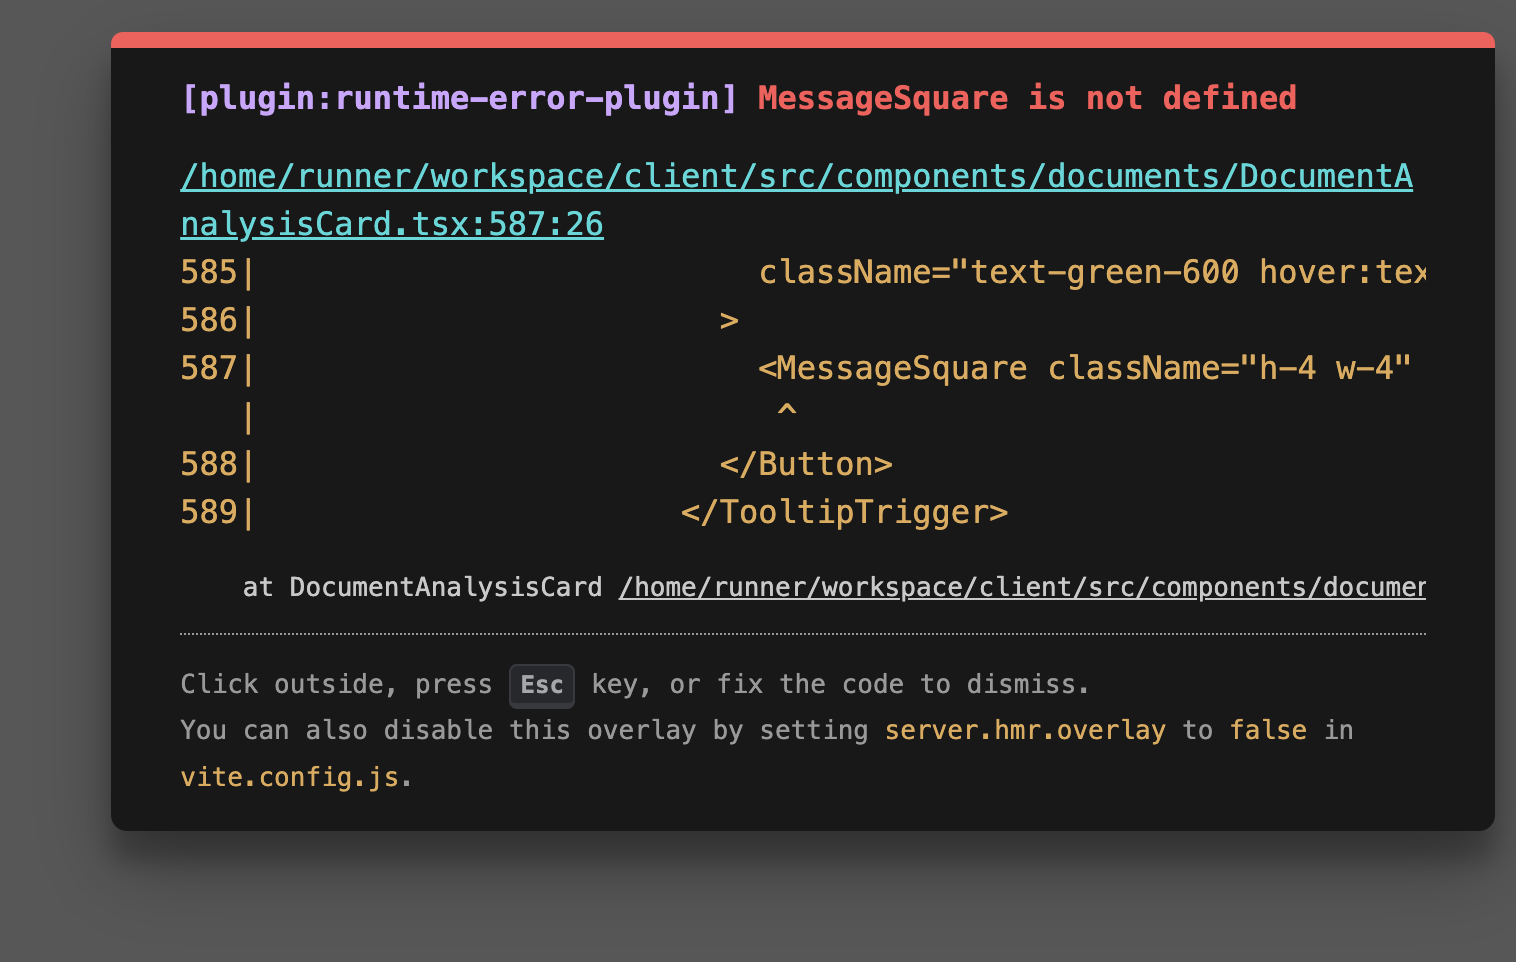 [plugin:runtime-error-plugin] MessageSquare is not defined
/home/runner/workspace/client/src/components/documents/DocumentA
nalysisCard.tsx:587:26
585|                          className="text-green-600 hover:tex
586|                        >
587|                          <MessageSquare className="h-4 w-4"
   |                           ^
588|                        </Button>
589|                      </TooltipTrigger>
    at DocumentAnalysisCard /home/runner/workspace/client/src/components/documen
Click outside, press Esc key, or fix the code to dismiss.
You can also disable this overlay by setting server.hmr.overlay to false in
vite.config.js.